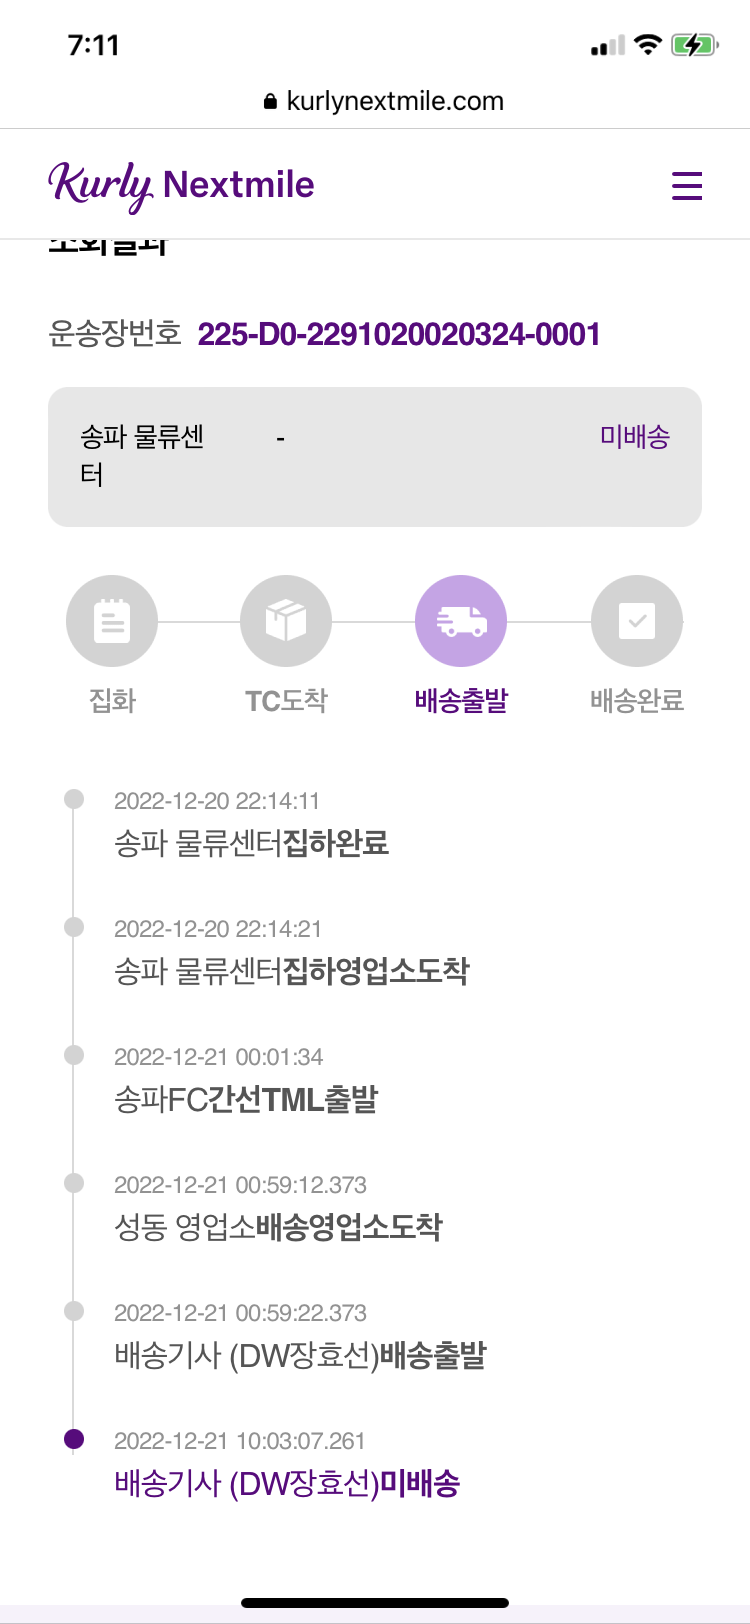 7:11
kurlynextmile.com
Kurly Nextmile
조회결과
운송장번호 225-D0-2291020020324-0001
송파 물류센 - 미배송
터
집화 TC도착 배송출발 배송완료
2022-12-20 22:14:11
송파 물류센터집하완료
2022-12-20 22:14:21
송파 물류센터집하영업소도착
2022-12-21 00:01:34
송파FC간선TML출발
2022-12-21 00:59:12.373
성동 영업소배송영업소도착
2022-12-21 00:59:22.373
배송기사 (DW장효선)배송출발
2022-12-21 10:03:07.261
배송기사 (DW장효선)미배송